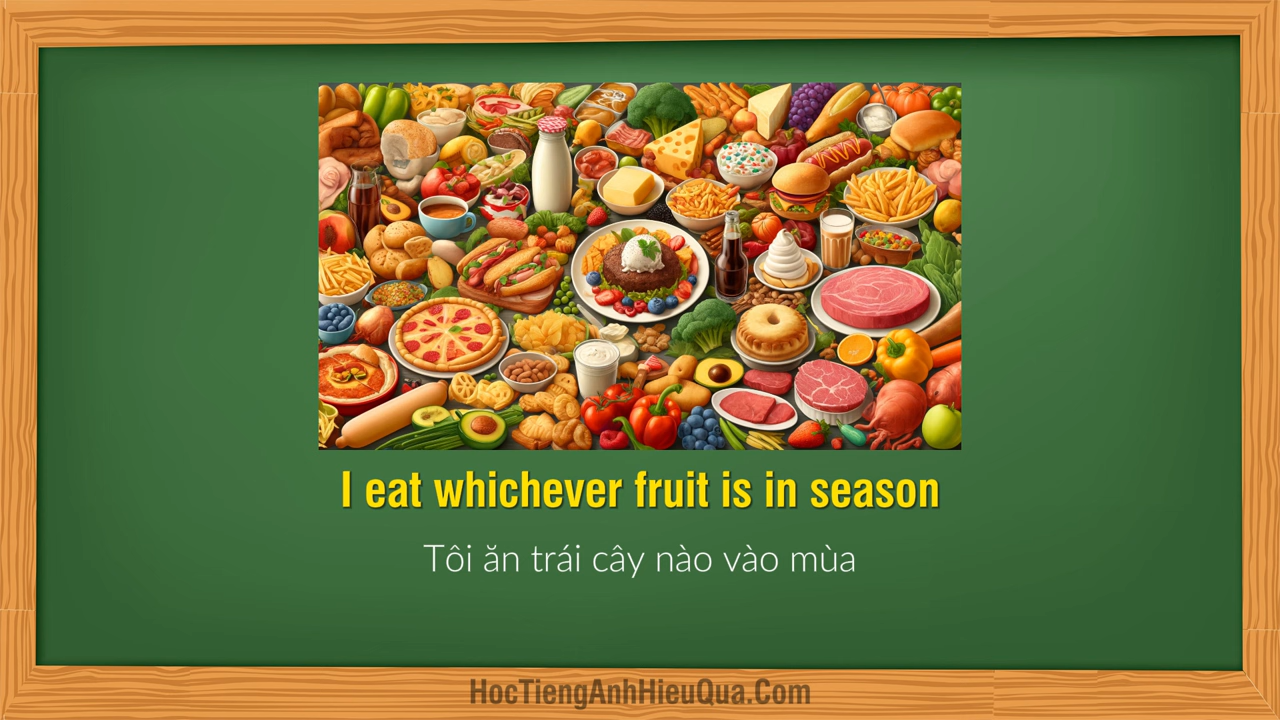 I eat whichever fruit is in season
Tôi ăn trái cây nào vào mùa
HocTiengAnhHieuQua.Com